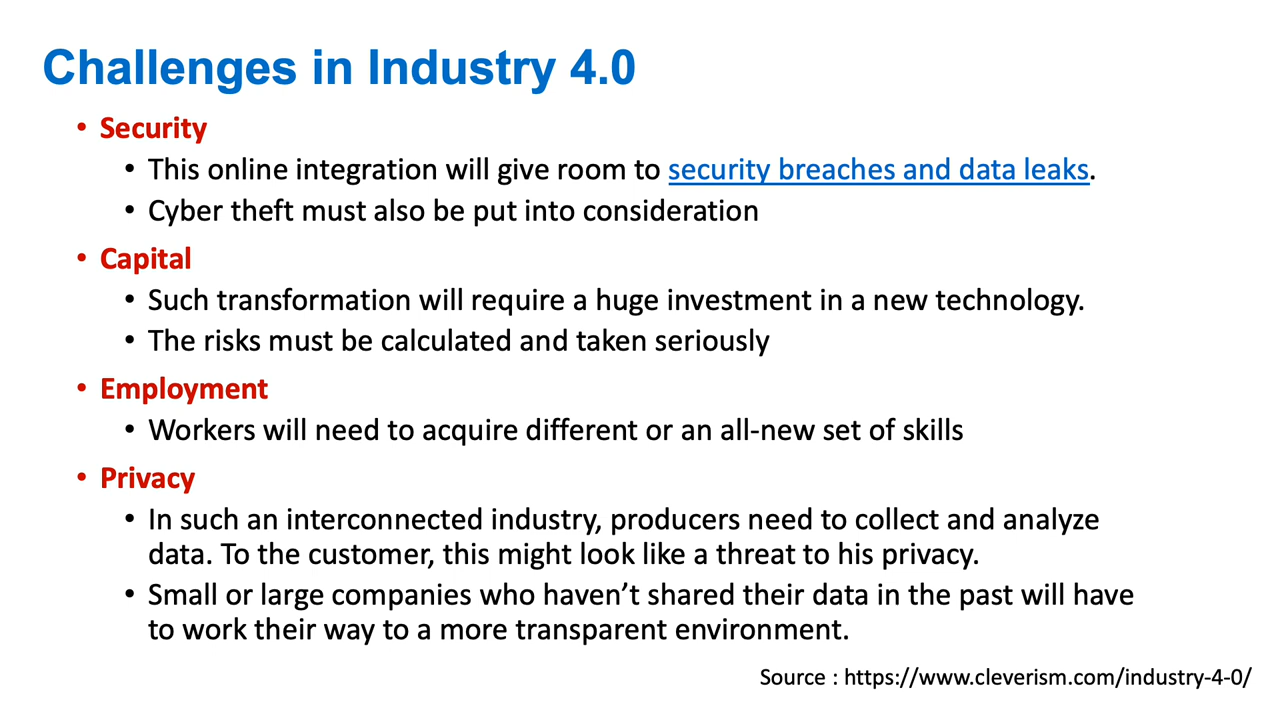 Challenges in Industry 4.0
• Security
• This online integration will give room to security breaches and data leaks.
• Cyber theft must also be put into consideration
• Capital
• Such transformation will require a huge investment in a new technology.
• The risks must be calculated and taken seriously
• Employment
• Workers will need to acquire different or an all-new set of skills
• Privacy
• In such an interconnected industry, producers need to collect and analyze
data. To the customer, this might look like a threat to his privacy.
• Small or large companies who haven’t shared their data in the past will have
to work their way to a more transparent environment.
Source : https://www.cleverism.com/industry-4-0/